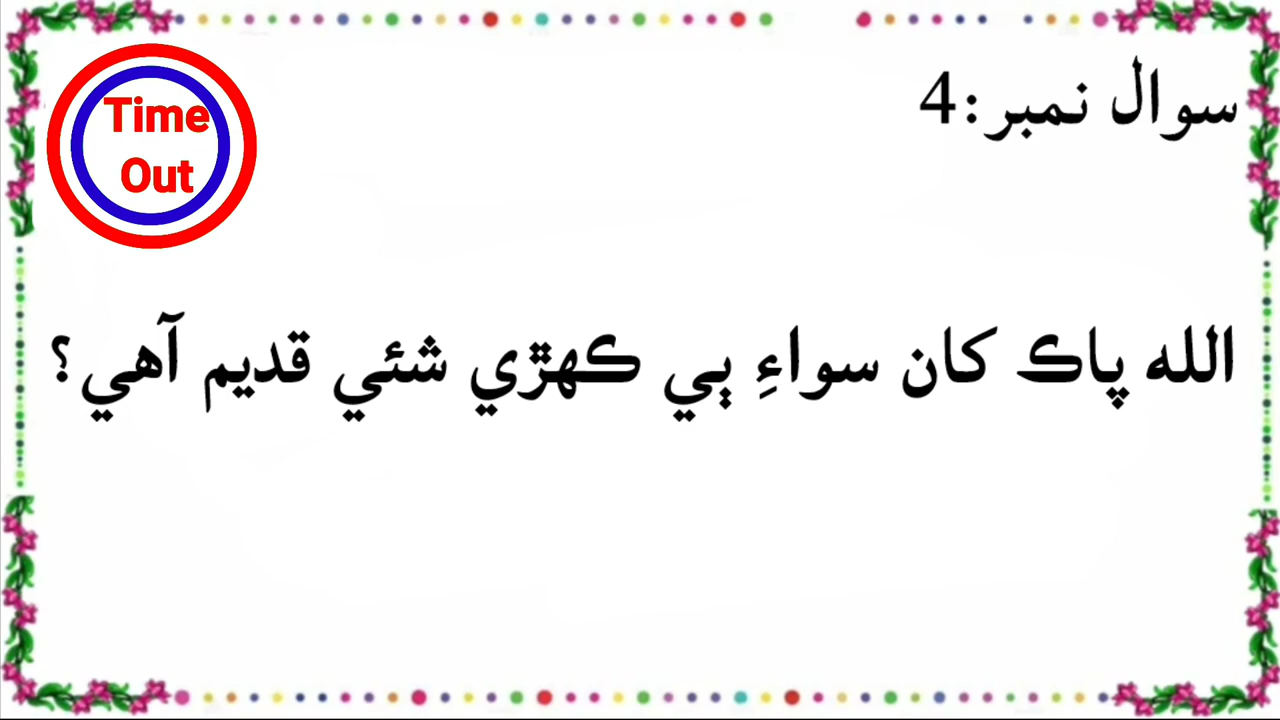 Time
Out
سوال نمبر:4
الله پاڪ کان سواءِ ٻي ڪهڙي شئي قديم آهي؟